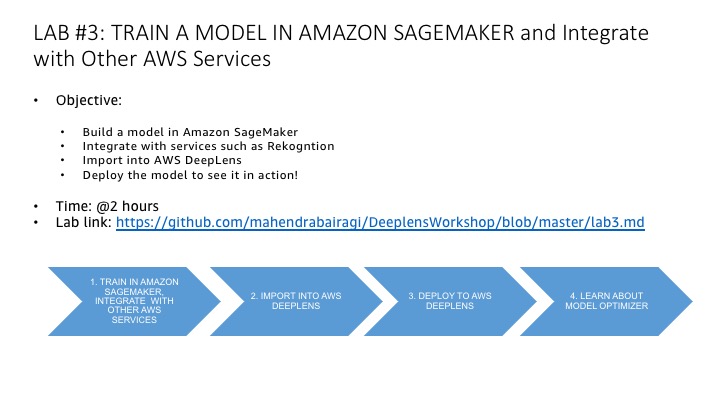 LAB #3: TRAIN A MODEL IN AMAZON SAGEMAKER and Integrate
with Other AWS Services
• Objective:
• Build a model in Amazon SageMaker
• Integrate with services such as Rekogntion
• Import into AWS DeepLens
• Deploy the model to see it in action!
• Time: @2 hours
• Lab link: https://github.com/mahendrabairagi/DeeplensWorkshop/blob/master/lab3.md
1. TRAIN IN AMAZON
SAGEMAKER,
INTEGRATE WITH
OTHER AWS
SERVICES
2. IMPORT INTO AWS
DEEPLENS
3. DEPLOY TO AWS
DEEPLENS
4. LEARN ABOUT
MODEL OPTIMIZER